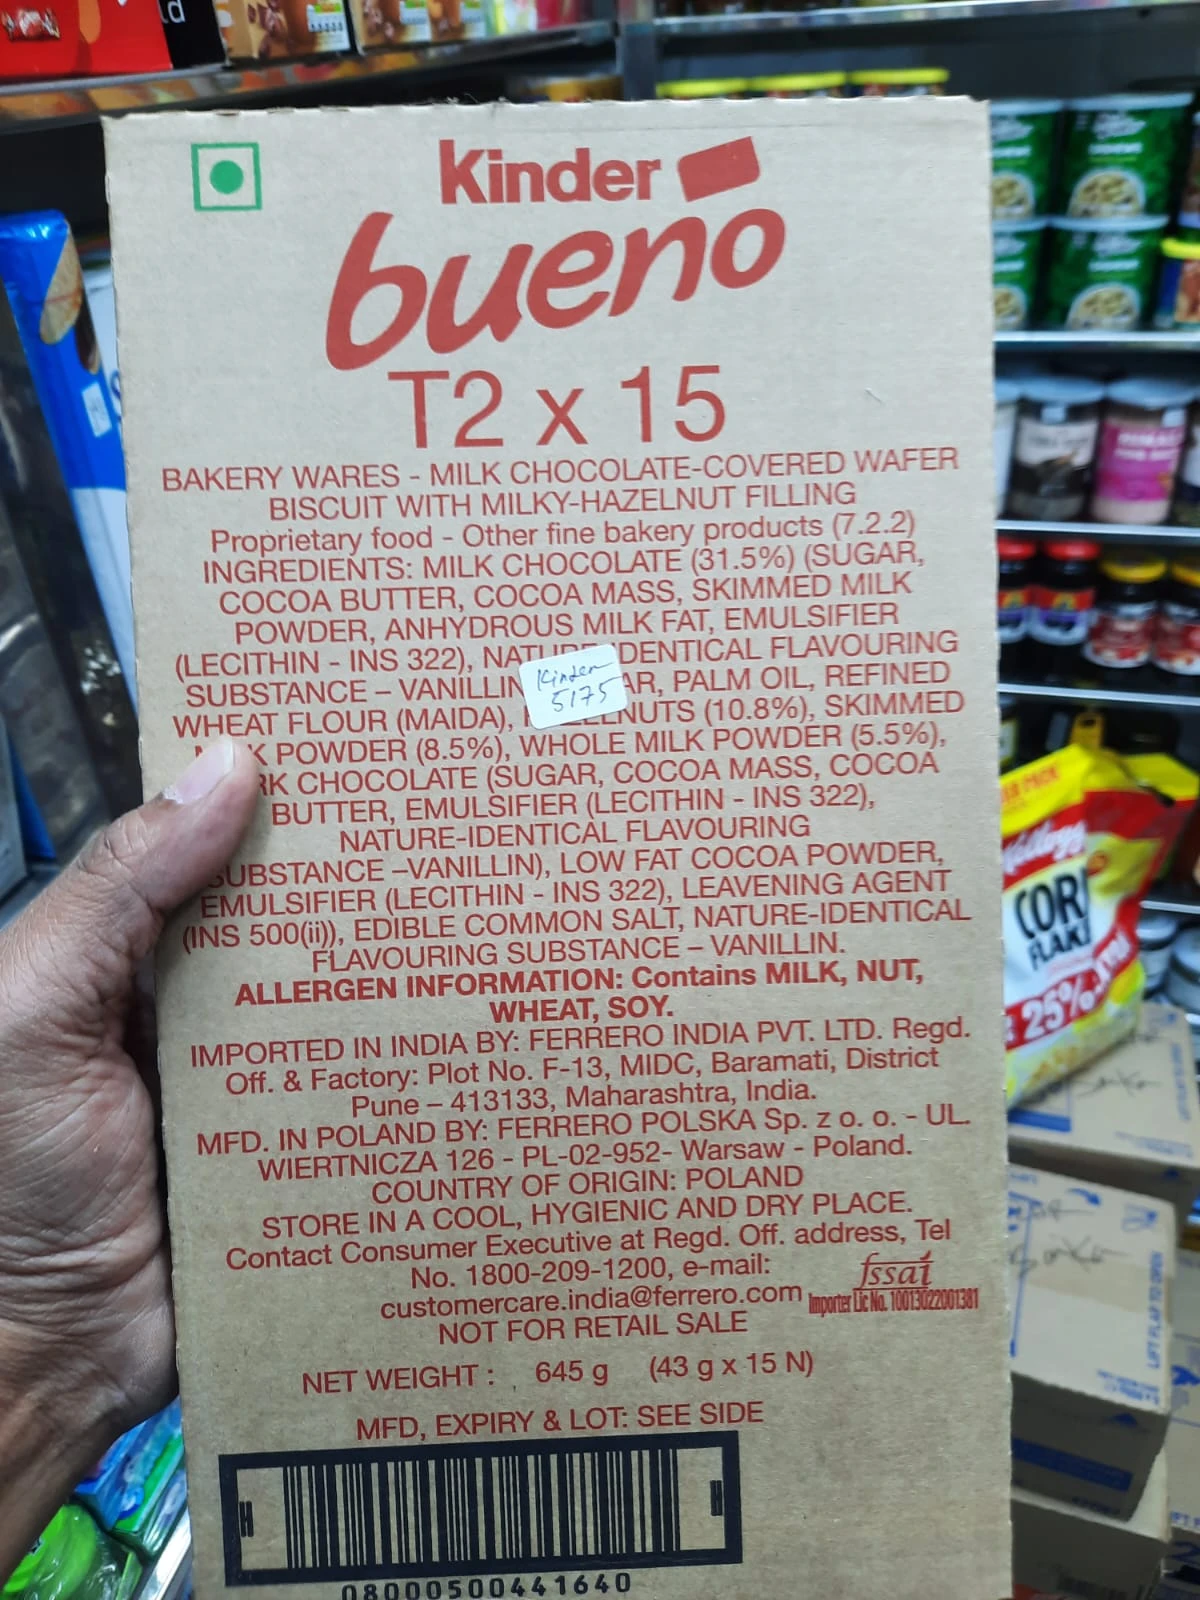 kinder
bueno
T2 x 15
BAKERY WARES - MILK CHOCOLATE-COVERED WAFER
BISCUIT WITH MILKY-HAZELNUT FILLING
Proprietary food - Other fine bakery products (7.2.2)
INGREDIENTS: MILK CHOCOLATE (31.5%) (SUGAR,
COCOA BUTTER, COCOA MASS, SKIMMED MILK
POWDER, ANHYDROUS MILK FAT, EMULSIFIER
(LECITHIN - INS 322), IDENTICAL FLAVOURING
SUBSTANCE – VANILLIN PALM OIL, REFINED
Kinder
5175
WHEAT FLOUR (MAIDA), (10.8%), SKIMMED
POWDER (8.5%), WHOLE MILK POWDER (5.5%),
CHOCOLATE (SUGAR, COCOA MASS, COCOA
BUTTER, EMULSIFIER (LECITHIN - INS 322),
NATURE-IDENTICAL FLAVOURING
SUBSTANCE –VANILLIN), LOW FAT COCOA POWDER,
EMULSIFIER (LECITHIN - INS 322), LEAVENING AGENT
(INS 500(ii)), EDIBLE COMMON SALT, NATURE-IDENTICAL
FLAVOURING SUBSTANCE – VANILLIN.
ALLERGEN INFORMATION: Contains MILK, NUT,
WHEAT, SOY.
IMPORTED IN INDIA BY: FERRERO INDIA PVT. LTD. Regd.
Off. & Factory: Plot No. F-13, MIDC, Baramati, District
Pune – 413133, Maharashtra, India.
MFD. IN POLAND BY: FERRERO POLSKA Sp. z o. o. - UL.
WIERTNICZA 126 - PL-02-952- Warsaw - Poland.
COUNTRY OF ORIGIN: POLAND
STORE IN A COOL, HYGIENIC AND DRY PLACE.
Contact Consumer Executive at Regd. Off. address, Tel
No. 1800-209-1200, e-mail:
customercare.india@ferrero.com
fssai
Importer Lic No. 10013022001381
NOT FOR RETAIL SALE
NET WEIGHT : 645 g (43 g x 15 N)
MFD, EXPIRY & LOT: SEE SIDE
H H
08000500441640
Kellogg's
CORN
FLAKE
25%
LIFT FLAP TO OPEN